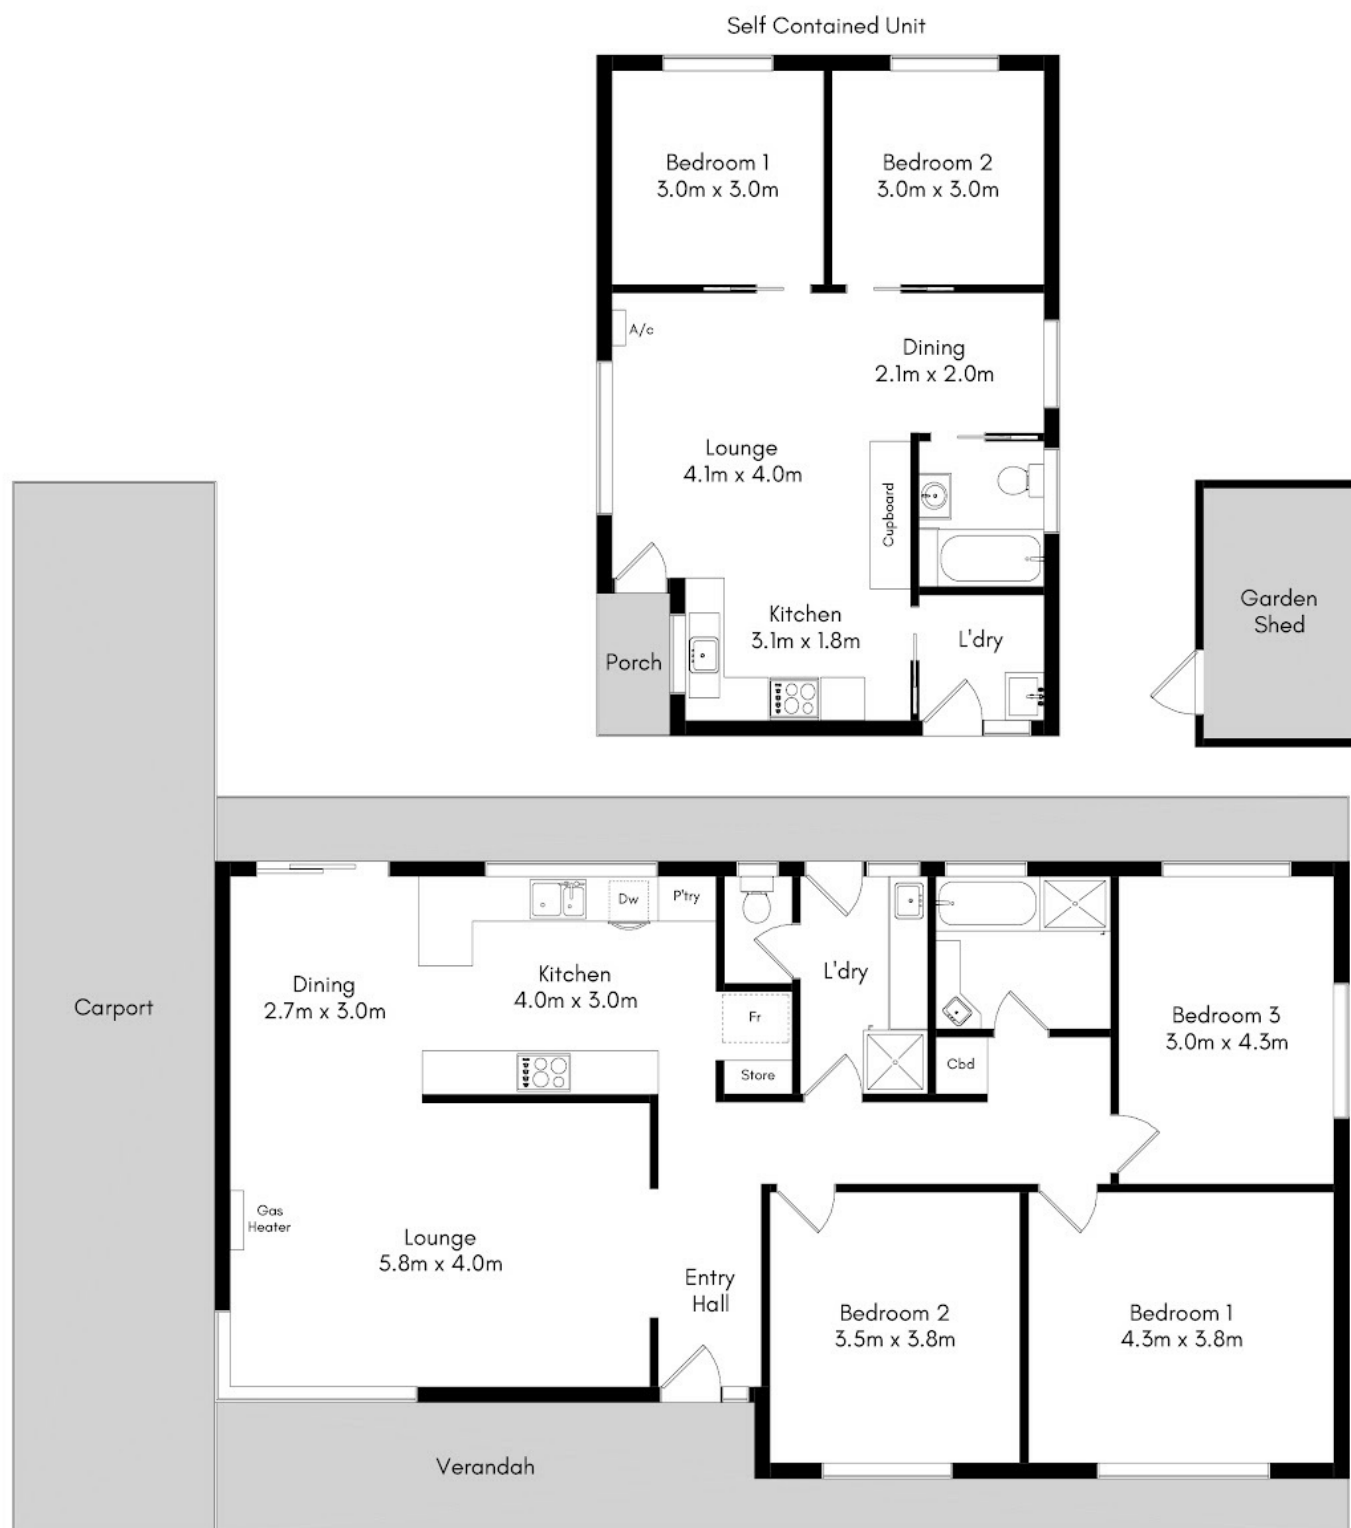 Self Contained Unit
Bedroom 1
3.0m x 3.0m
Bedroom 2
3.0m x 3.0m
A/c
Dining
2.1m x 2.0m
Lounge
4.1m x 4.0m
Cupboard
Kitchen
3.1m x 1.8m
L'dry
Porch
Garden
Shed
Carport
Dining
2.7m x 3.0m
Kitchen
4.0m x 3.0m
Dw
P'try
L'dry
Fr
Store
Cbd
Bedroom 3
3.0m x 4.3m
Gas
Heater
Lounge
5.8m x 4.0m
Entry
Hall
Bedroom 2
3.5m x 3.8m
Bedroom 1
4.3m x 3.8m
Verandah